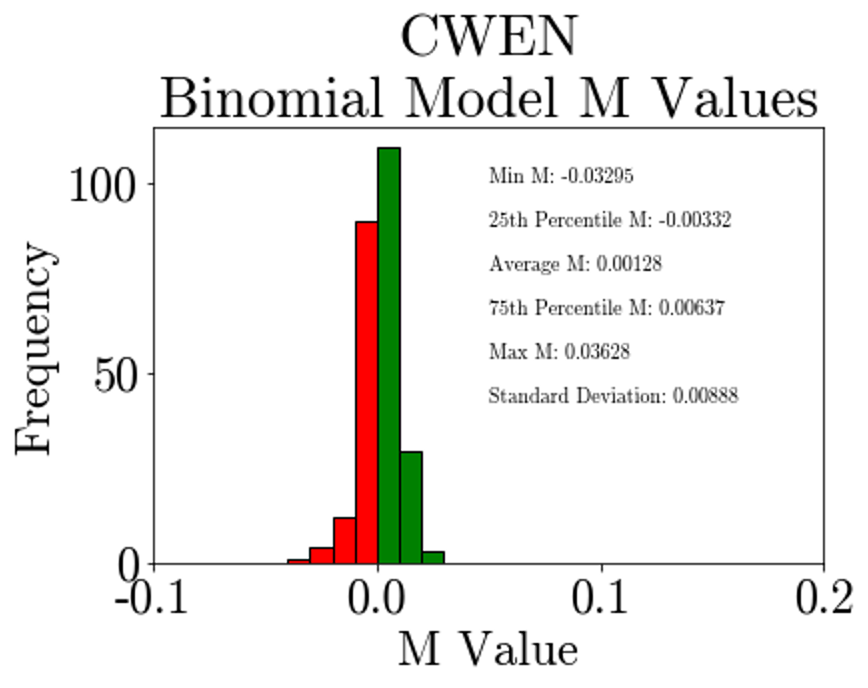 CWEN
Binomial Model M Values
100
50
0
Frequency
Min M: -0.03295
25th Percentile M: -0.00332
Average M: 0.00128
75th Percentile M: 0.00637
Max M: 0.03628
Standard Deviation: 0.00888
-0.1 0.0 0.1 0.2
M Value